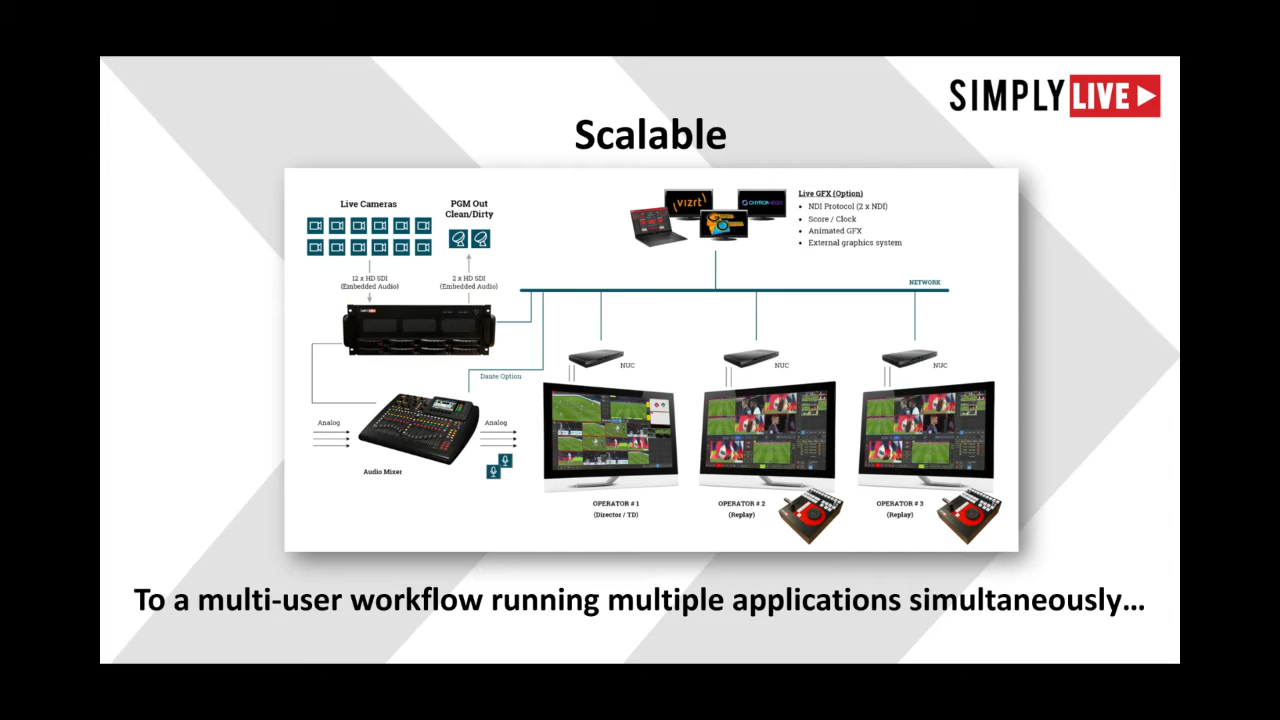 SIMPLY LIVE
Scalable
Live Cameras
PGM Out
Clean/Dirty
12 x HD SDI
(Embedded Audio)
2 x HD SDI
(Embedded Audio)
vizrt
CHYRONHEGO
Live GFX (Option)
• NDI Protocol (2 x NDI)
• Score / Clock
• Animated GFX
• External graphics system
NETWORK
NUC
NUC
NUC
Dante Option
Analog
Analog
Audio Mixer
OPERATOR # 1
(Director / TD)
OPERATOR # 2
(Replay)
OPERATOR # 3
(Replay)
To a multi-user workflow running multiple applications simultaneously…